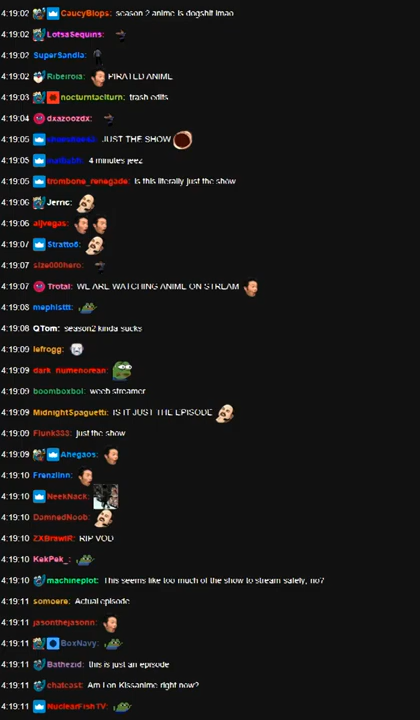 4:19:02 CaucyBlops: season 2 anime is dogshit lmao
4:19:02 LotsaSequins:
4:19:02 SuperSandia:
4:19:02 Ribeiroia: PIRATED ANIME
4:19:03 nocturntacturn: trash edits
4:19:04 dxazoozdx:
4:19:05 JUST THE SHOW
4:19:05 4 minutes jeez
4:19:05 trombone_renegade: Is this literally just the show
4:19:06 Jernc:
4:19:06 aljvegas:
4:19:07 Stratto5:
4:19:07 size000hero:
4:19:07 Trotal: WE ARE WATCHING ANIME ON STREAM
4:19:08 mephisttt:
4:19:08 QTom: season2 kinda sucks
4:19:09 lefrogg:
4:19:09 dark_numenorean:
4:19:09 boomboxbol: weeb streamer
4:19:09 MidnightSpaguetti: IS IT JUST THE EPISODE
4:19:09 Flunk333: just the show
4:19:09 Ahegaos:
4:19:10 Frenzlinn:
4:19:10 NeekNack:
4:19:10 DamnedNoob:
4:19:10 ZXBrawlR: RIP VOD
4:19:10 KekPek_:
4:19:10 machineplot: This seems like too much of the show to stream safely, no?
4:19:11 somoere: Actual episode
4:19:11 jasonthejasonn:
4:19:11 BoxNavy:
4:19:11 Bathezid: this is just an episode
4:19:11 chatcast: Am I on Kissanime right now?
4:19:11 NuclearFishTV: